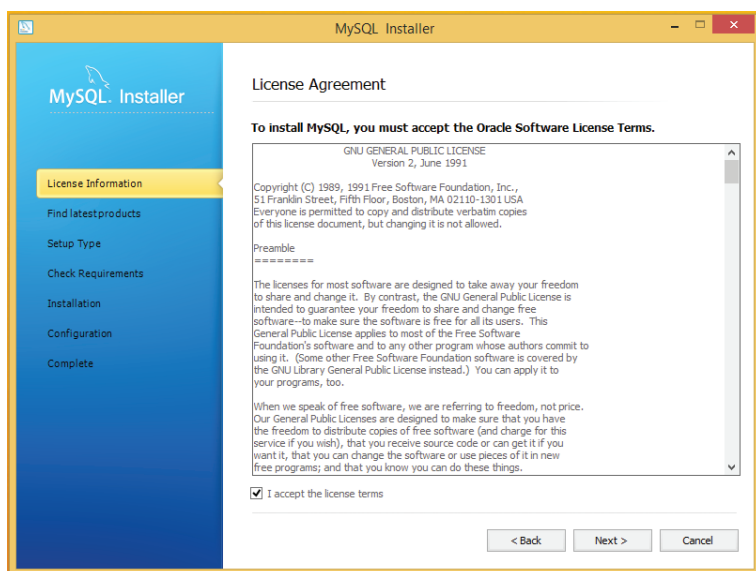 MySQL Installer
MySQL. Installer
License Information
Find latest products
Setup Type
Check Requirements
Installation
Configuration
Complete
License Agreement
To install MySQL, you must accept the Oracle Software License Terms.
GNU GENERAL PUBLIC LICENSE
Version 2, June 1991
Copyright (C) 1989, 1991 Free Software Foundation, Inc.,
51 Franklin Street, Fifth Floor, Boston, MA 02110-1301 USA
Everyone is permitted to copy and distribute verbatim copies
of this license document, but changing it is not allowed.
Preamble
========
The licenses for most software are designed to take away your freedom
to share and change it. By contrast, the GNU General Public License is
intended to guarantee your freedom to share and change free
software--to make sure the software is free for all its users. This
General Public License applies to most of the Free Software
Foundation's software and to any other program whose authors commit to
using it. (Some other Free Software Foundation software is covered by
the GNU Library General Public License instead.) You can apply it to
your programs, too.
When we speak of free software, we are referring to freedom, not price.
Our General Public Licenses are designed to make sure that you have
the freedom to distribute copies of free software (and charge for this
service if you wish), that you receive source code or can get it if you
want it, that you can change the software or use pieces of it in new
free programs; and that you know you can do these things.
I accept the license terms
< Back
Next >
Cancel